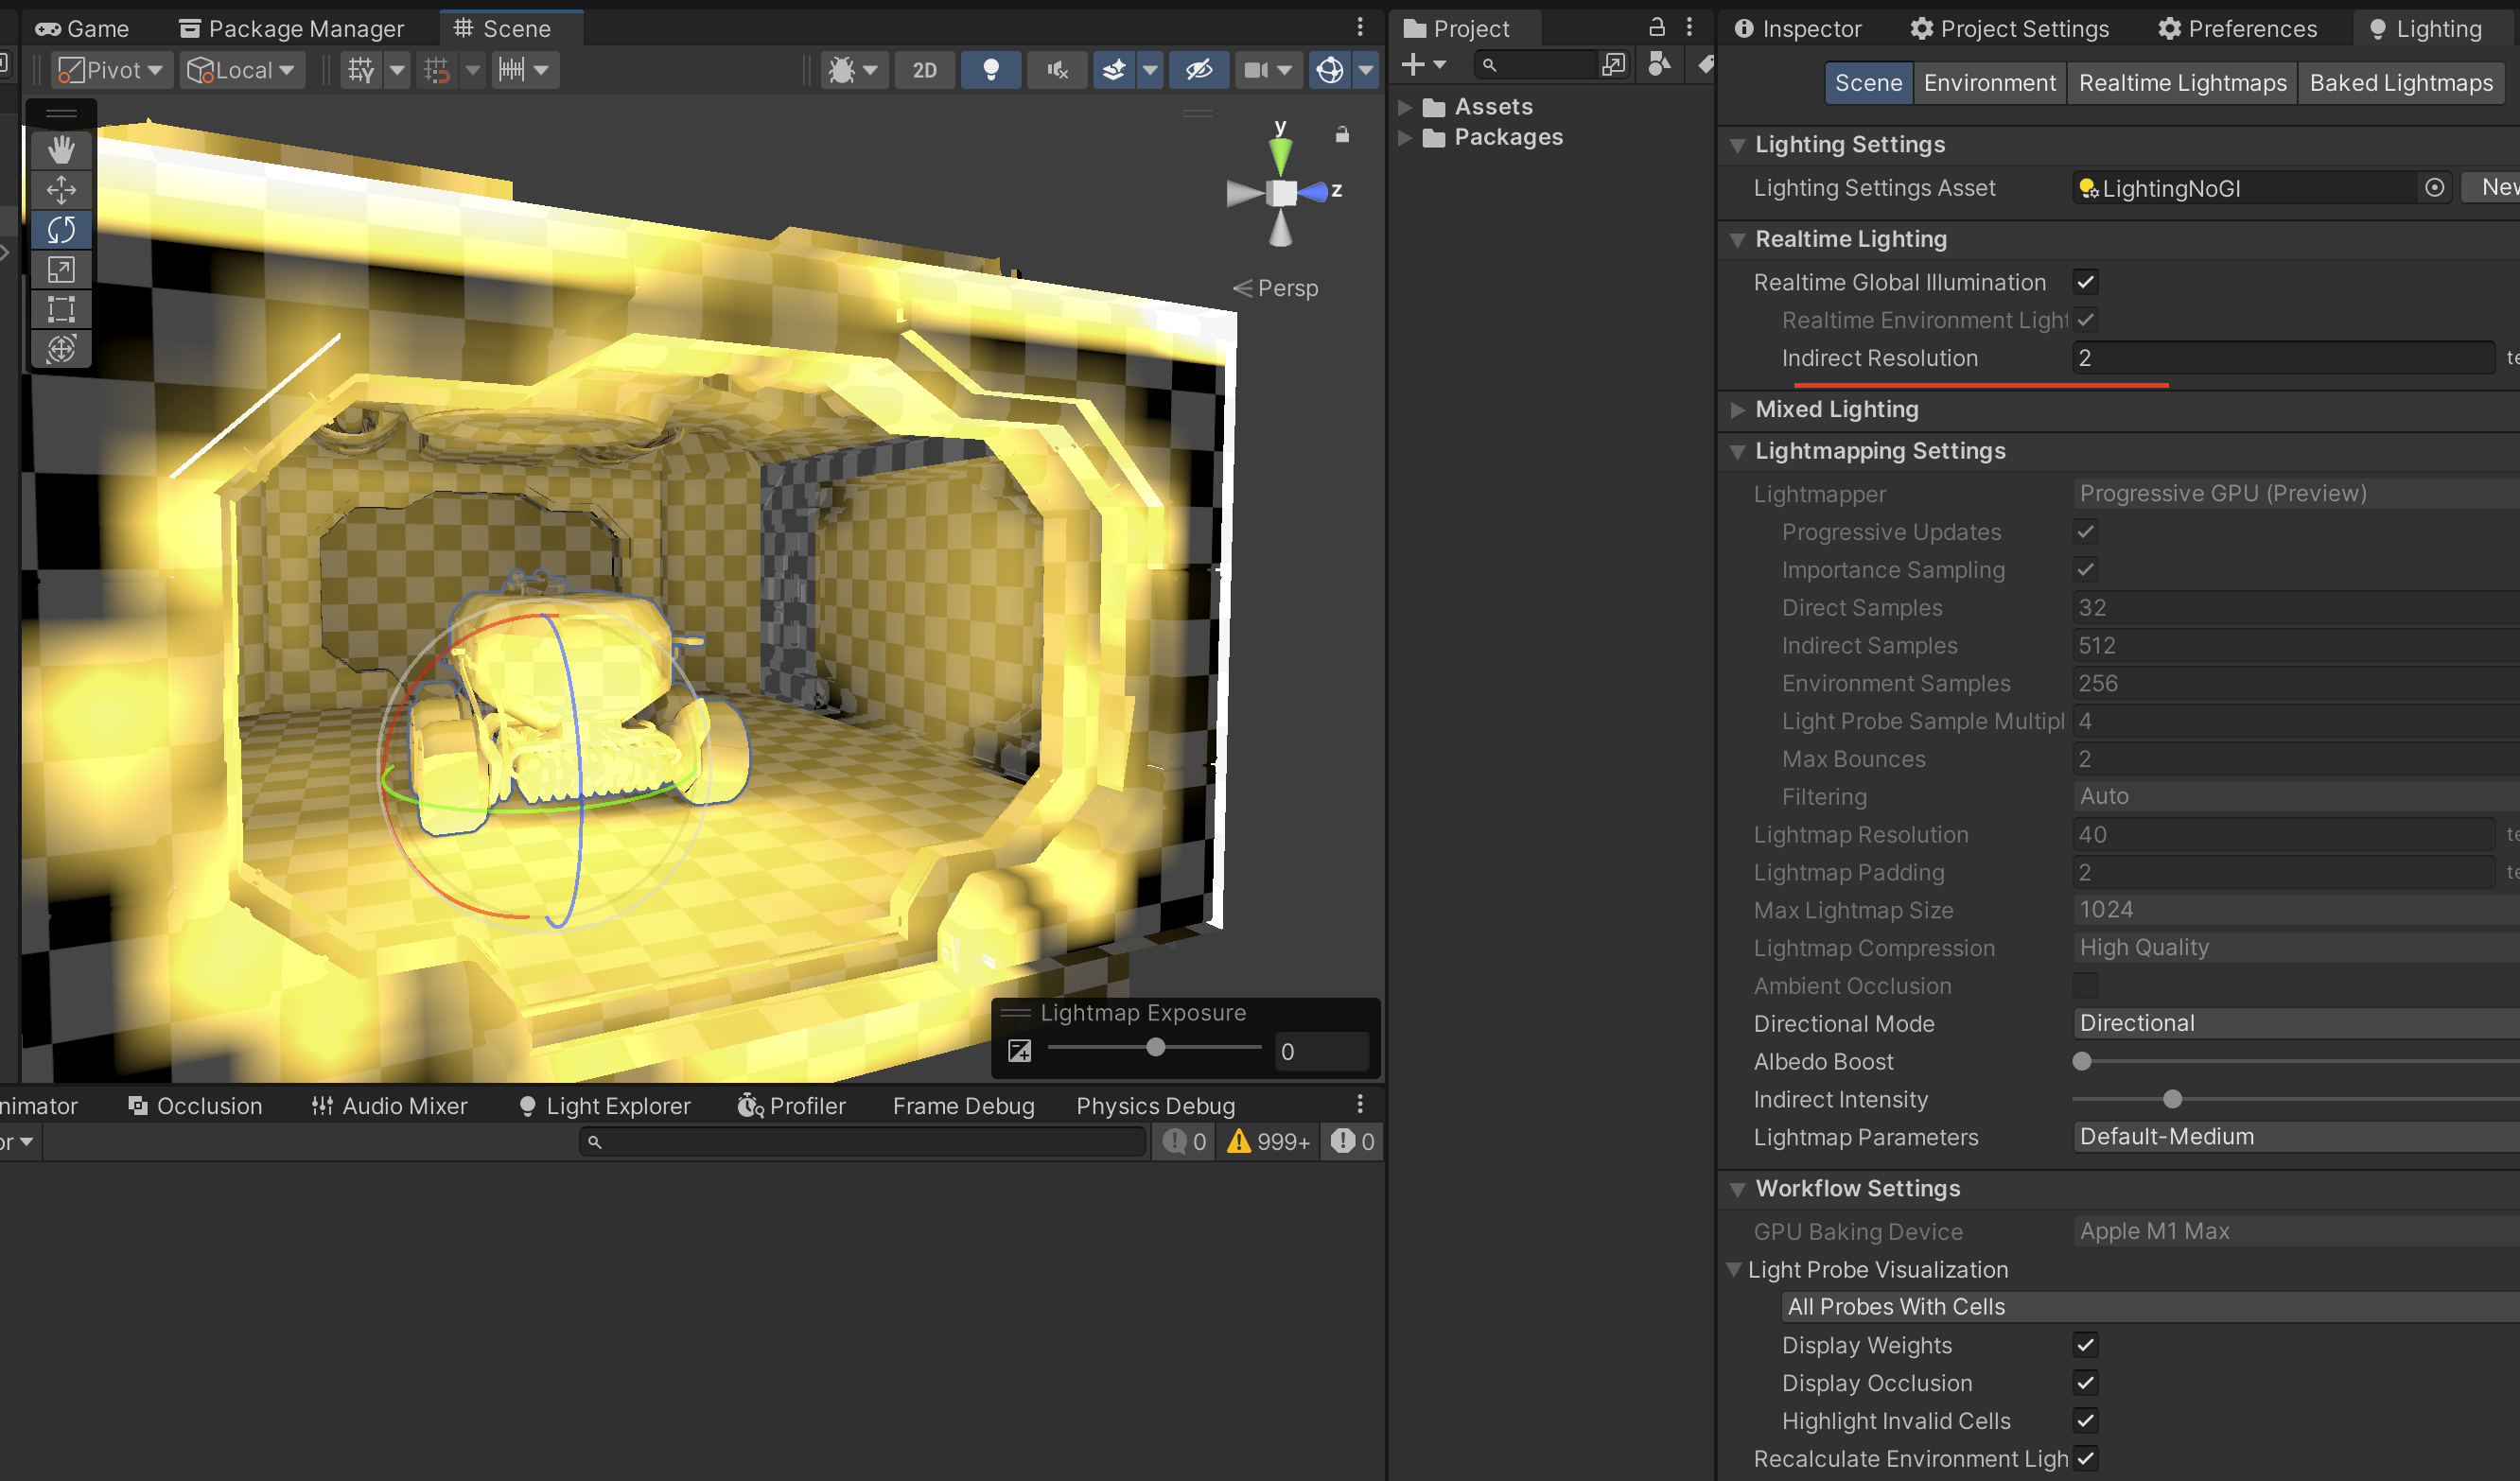 Game
Package Manager
Scene
Pivot
Local
2D
y
z
Persp
Lightmap Exposure
0
nimator
Occlusion
Audio Mixer
Light Explorer
Profiler
Frame Debug
Physics Debug
or
0
999+
0
Project
Assets
Packages
Inspector
Project Settings
Preferences
Lighting
Scene
Environment
Realtime Lightmaps
Baked Lightmaps
Lighting Settings
Lighting Settings Asset LightingNoGI New
Realtime Lighting
Realtime Global Illumination
Realtime Environment Light
Indirect Resolution 2 te
Mixed Lighting
Lightmapping Settings
Lightmapper Progressive GPU (Preview)
Progressive Updates
Importance Sampling
Direct Samples 32
Indirect Samples 512
Environment Samples 256
Light Probe Sample Multipl 4
Max Bounces 2
Filtering Auto
Lightmap Resolution 40 te
Lightmap Padding 2 te
Max Lightmap Size 1024
Lightmap Compression High Quality
Ambient Occlusion
Directional Mode Directional
Albedo Boost
Indirect Intensity
Lightmap Parameters Default-Medium
Workflow Settings
GPU Baking Device Apple M1 Max
Light Probe Visualization
All Probes With Cells
Display Weights
Display Occlusion
Highlight Invalid Cells
Recalculate Environment Ligh